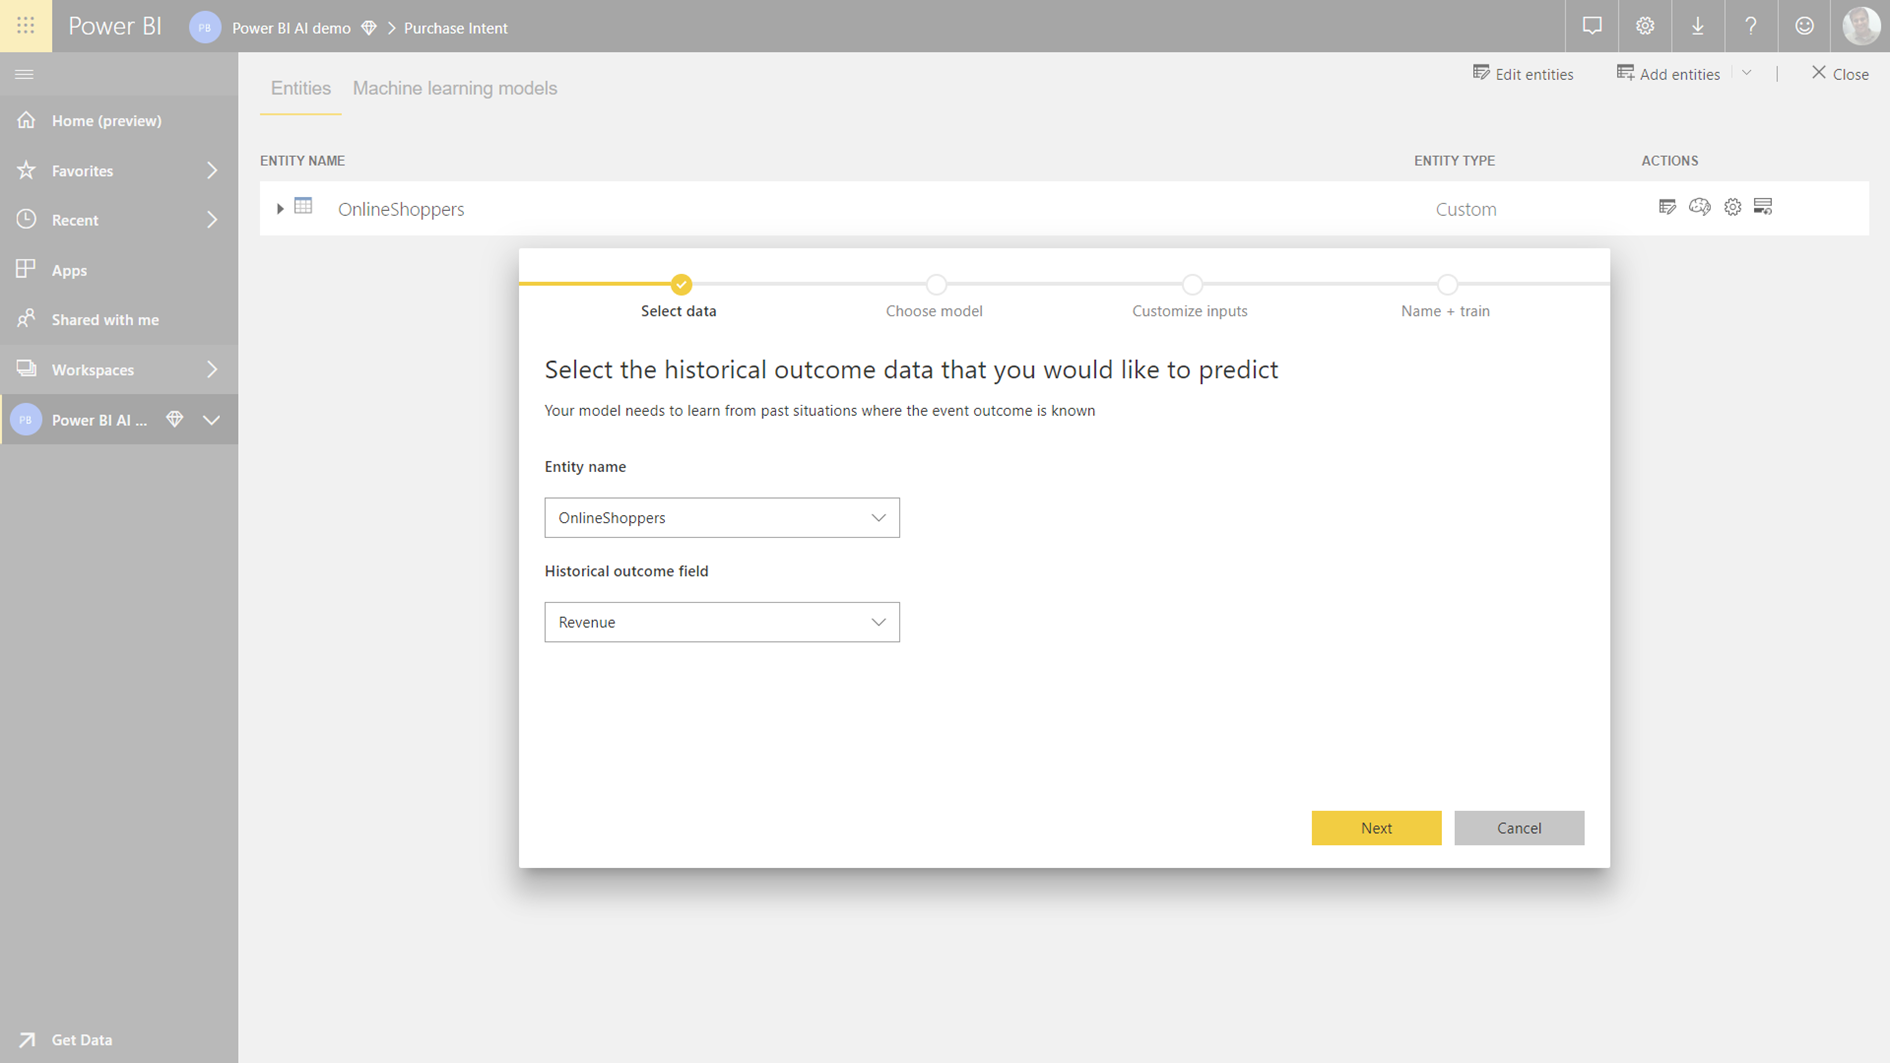 Power BI
PB
Power BI AI demo
Purchase Intent
?
Home (preview)
Favorites
Recent
Apps
Shared with me
Workspaces
PB
Power BI AI ...
Get Data
Entities
Machine learning models
Edit entities
Add entities
Close
ENTITY NAME
ENTITY TYPE
ACTIONS
OnlineShoppers
Custom
Select data
Choose model
Customize inputs
Name + train
Select the historical outcome data that you would like to predict
Your model needs to learn from past situations where the event outcome is known
Entity name
OnlineShoppers
Historical outcome field
Revenue
Next
Cancel